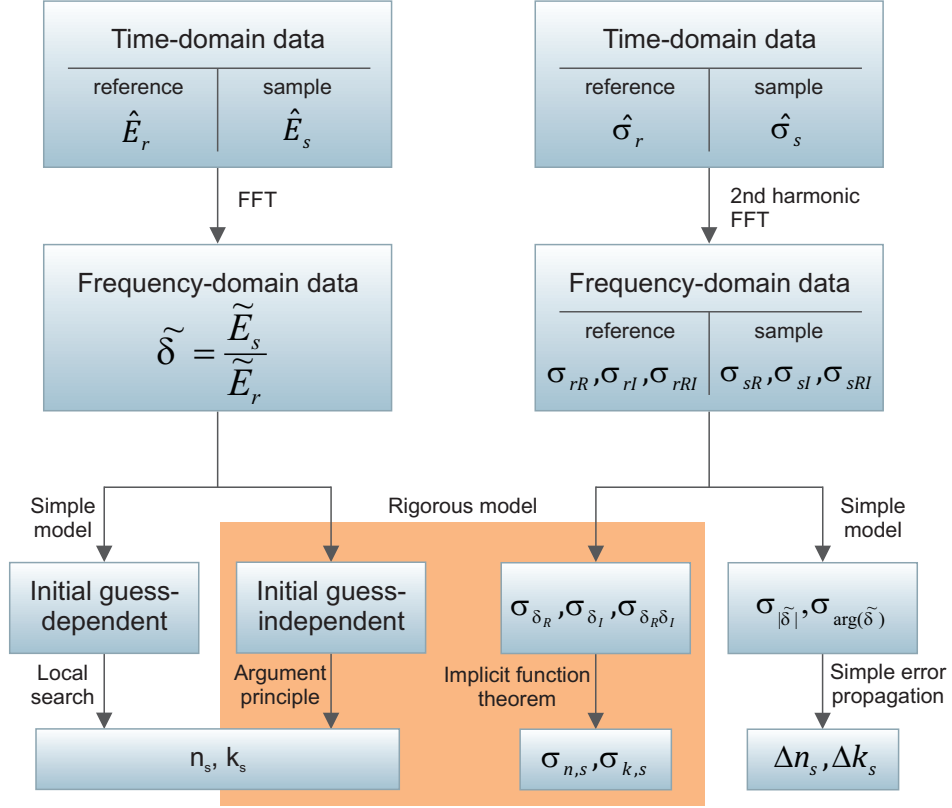 Time-domain data
reference sample
Ê_r Ê_s
FFT
Frequency-domain data
δ̃ = Ẽ_s / Ẽ_r
Time-domain data
reference sample
σ̂_r σ̂_s
2nd harmonic
FFT
Frequency-domain data
reference sample
σ_rR, σ_rI, σ_rRI σ_sR, σ_sI, σ_sRI
Simple
model
Rigorous model
Simple
model
Initial guess-
dependent
Initial guess-
independent
σ_δ_R, σ_δ_I, σ_δ_Rδ_I
σ_|δ̃|, σ_arg(δ̃)
Local
search
Argument
principle
Implicit function
theorem
Simple error
propagation
n_s, k_s
σ_n,s, σ_k,s
Δn_s, Δk_s